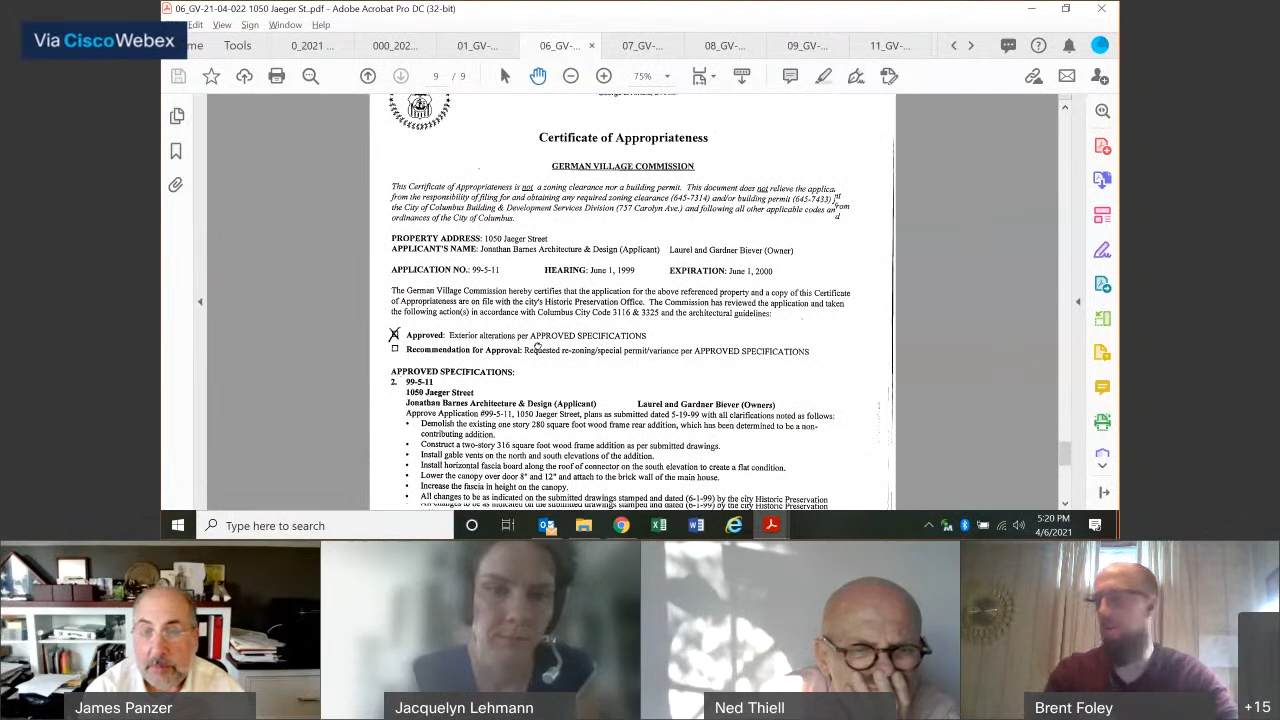 06_GV-21-04-022 1050 Jaeger St..pdf - Adobe Acrobat Pro DC (32-bit)
Via Cisco Webex
Edit View Sign Window Help
me Tools 0_2021 ... 000_202... 01_GV-... 06_GV-... × 07_GV-... 08_GV-... 09_GV-... 11_GV-...
9 / 9 75%
Certificate of Appropriateness
GERMAN VILLAGE COMMISSION
This Certificate of Appropriateness is not a zoning clearance nor a building permit. This document does not relieve the applica nt
from the responsibility of filing for and obtaining any required zoning clearance (645-7314) and/or building permit (645-7433) from
the City of Columbus Building & Development Services Division (757 Carolyn Ave.) and following all other applicable codes an d
ordinances of the City of Columbus.
PROPERTY ADDRESS: 1050 Jaeger Street
APPLICANT'S NAME: Jonathan Barnes Architecture & Design (Applicant) Laurel and Gardner Biever (Owner)
APPLICATION NO.: 99-5-11 HEARING: June 1, 1999 EXPIRATION: June 1, 2000
The German Village Commission hereby certifies that the application for the above referenced property and a copy of this Certificate
of Appropriateness are on file with the city's Historic Preservation Office. The Commission has reviewed the application and taken
the following action(s) in accordance with Columbus City Code 3116 & 3325 and the architectural guidelines:
Approved: Exterior alterations per APPROVED SPECIFICATIONS
Recommendation for Approval: Requested re-zoning/special permit/variance per APPROVED SPECIFICATIONS
APPROVED SPECIFICATIONS:
2. 99-5-11
1050 Jaeger Street
Jonathan Barnes Architecture & Design (Applicant) Laurel and Gardner Biever (Owners)
Approve Application #99-5-11, 1050 Jaeger Street, plans as submitted dated 5-19-99 with all clarifications noted as follows:
• Demolish the existing one story 280 square foot wood frame rear addition, which has been determined to be a non-
contributing addition.
• Construct a two-story 316 square foot wood frame addition as per submitted drawings.
• Install gable vents on the north and south elevations of the addition.
• Install horizontal fascia board along the roof of connector on the south elevation to create a flat condition.
• Lower the canopy over door 8" and 12" and attach to the brick wall of the main house.
• Increase the fascia in height on the canopy.
• All changes to be as indicated on the submitted drawings stamped and dated (6-1-99) by the city Historic Preservation
Type here to search
5:20 PM
4/6/2021
James Panzer
Jacquelyn Lehmann
Ned Thiell
Brent Foley
+15